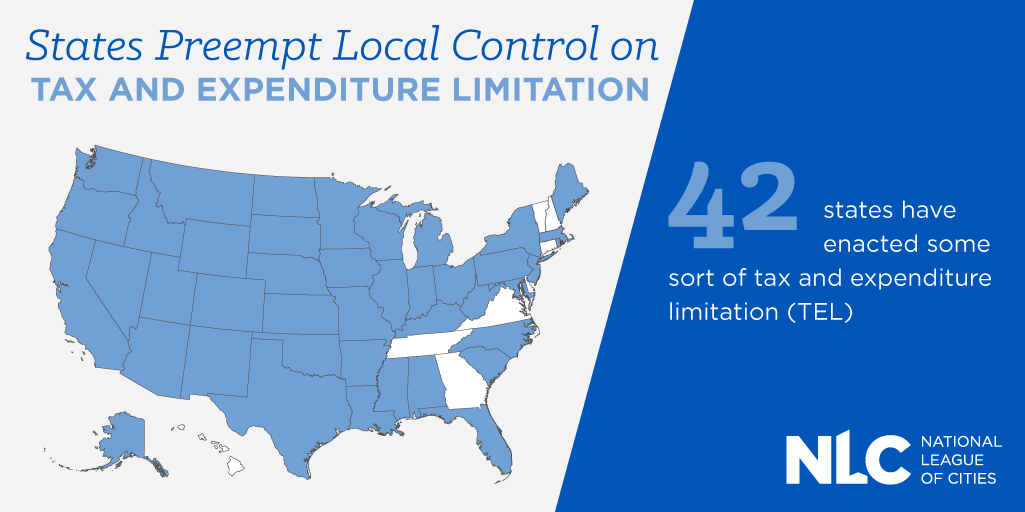 States Preempt Local Control on
TAX AND EXPENDITURE LIMITATION
42 states have
enacted some
sort of tax and expenditure
limitation (TEL)
NLC NATIONAL
LEAGUE
OF CITIES